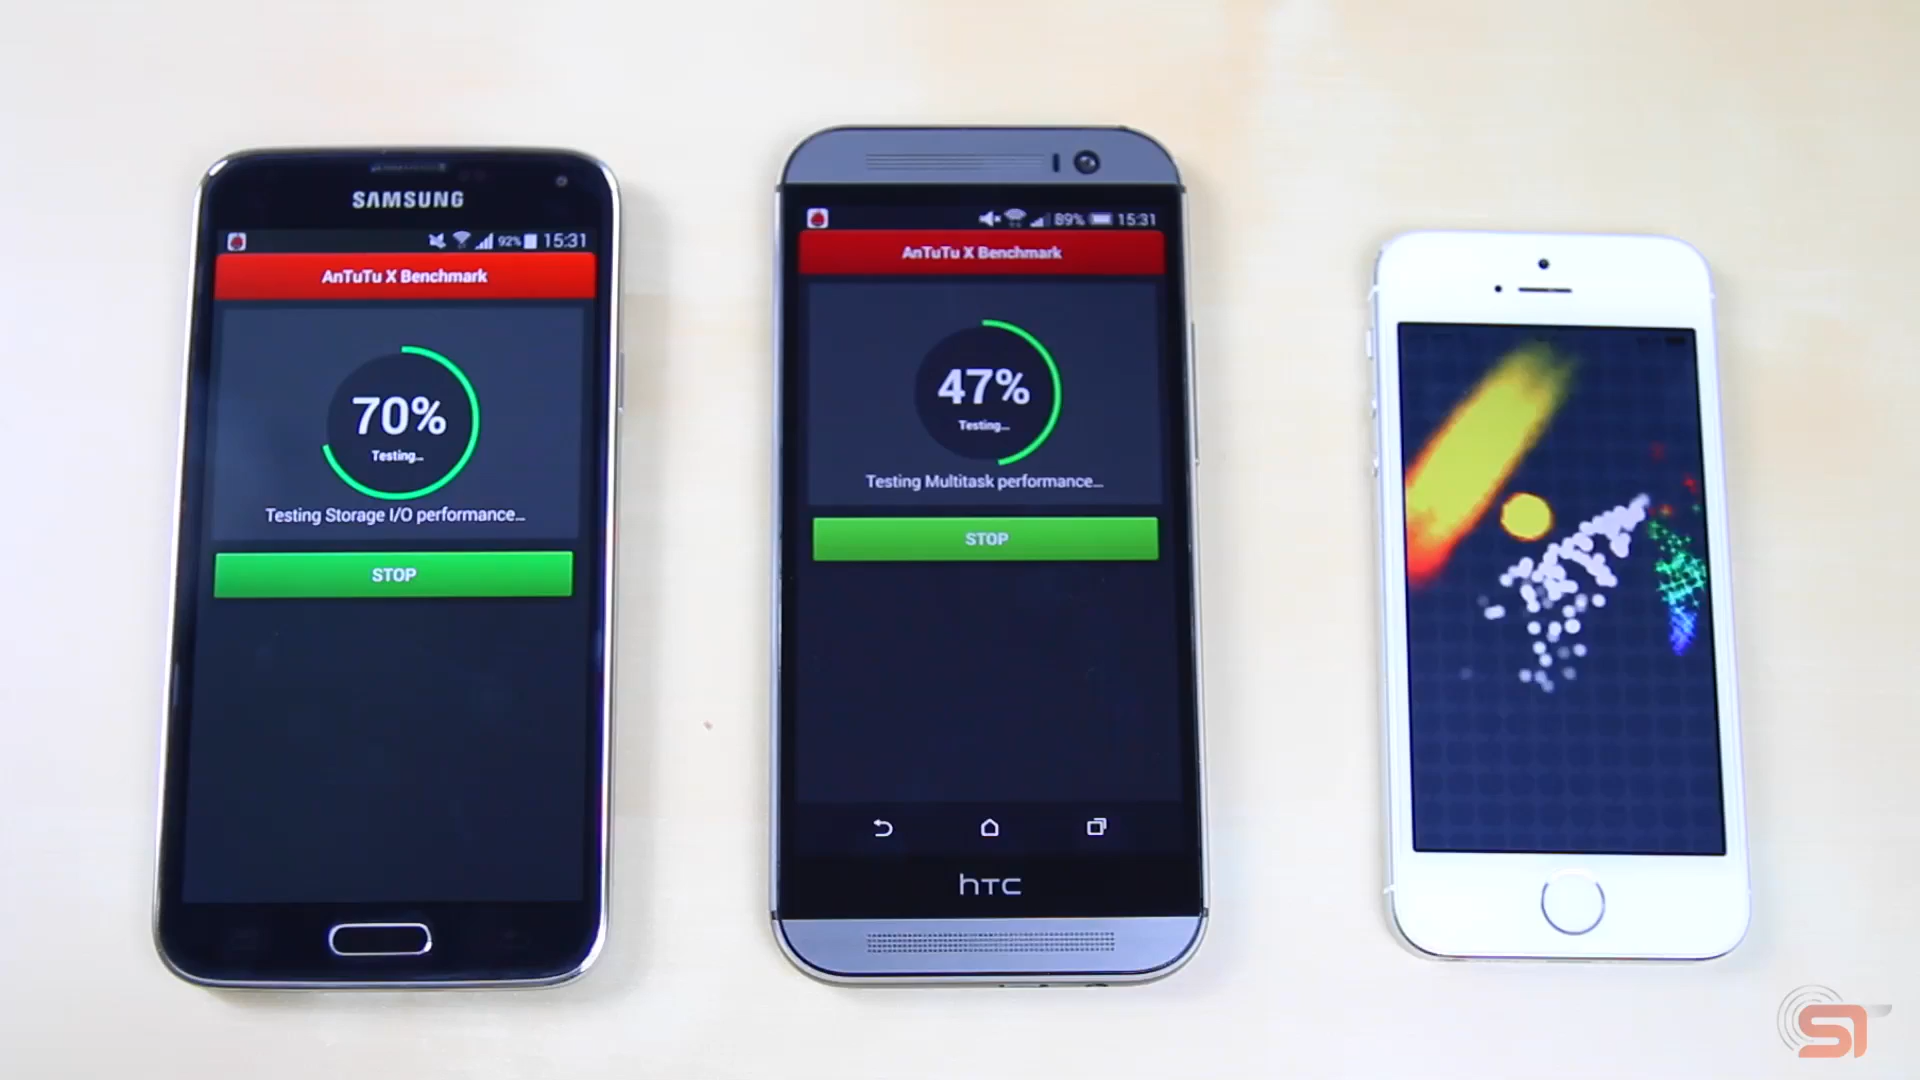 SAMSUNG
92% 15:31
AnTuTu X Benchmark
70%
Testing...
Testing Storage I/O performance...
STOP
89% 15:31
AnTuTu X Benchmark
47%
Testing...
Testing Multitask performance...
STOP
hTC
ST